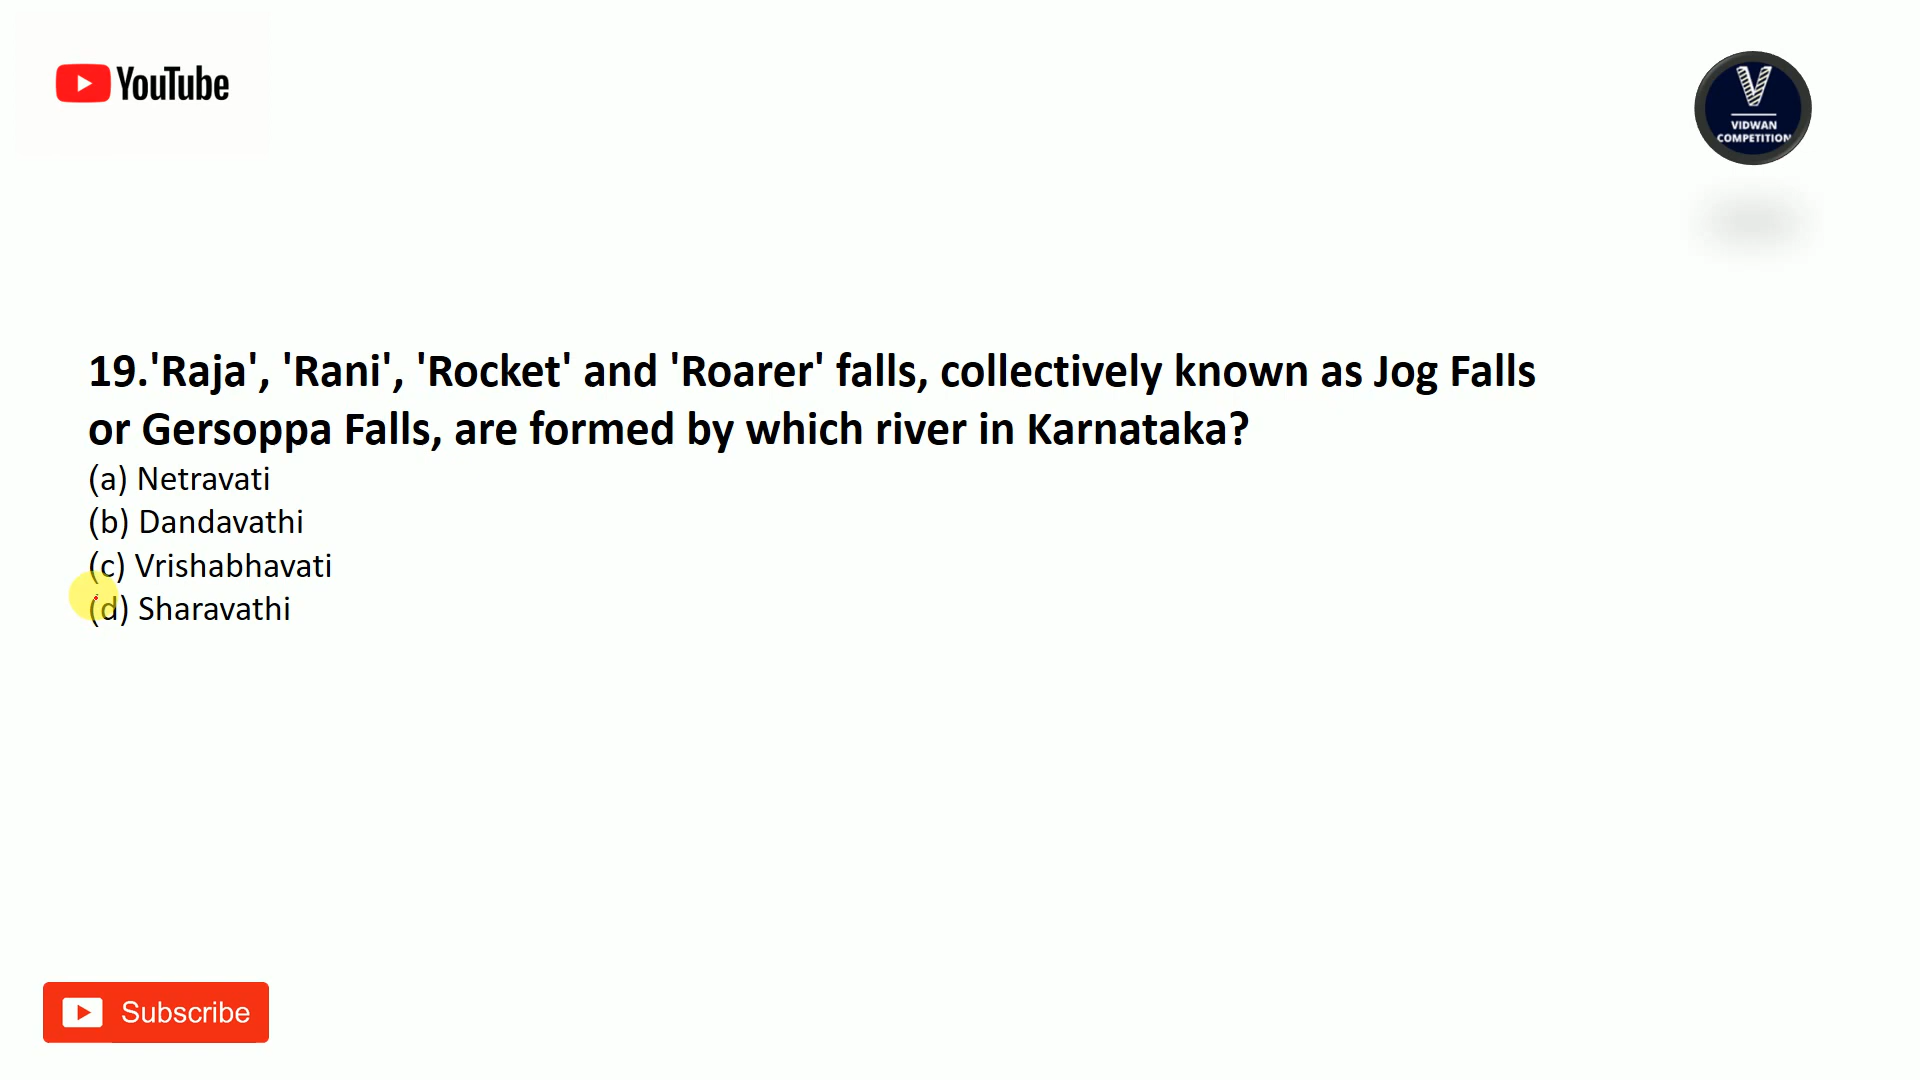 YouTube
V
VIDWAN
COMPETITION
19.'Raja', 'Rani', 'Rocket' and 'Roarer' falls, collectively known as Jog Falls
or Gersoppa Falls, are formed by which river in Karnataka?
(a) Netravati
(b) Dandavathi
(c) Vrishabhavati
(d) Sharavathi
Subscribe